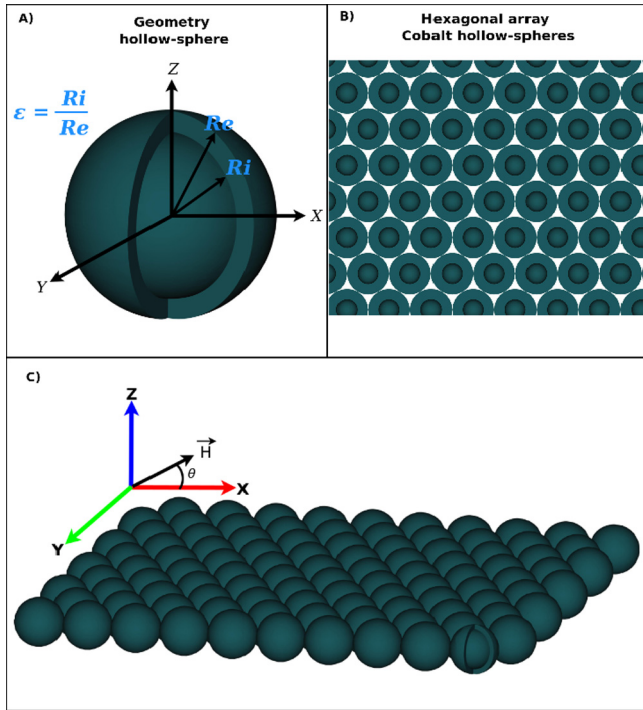 A)
Geometry
hollow-sphere
ε = Ri/Re
Z
Re
Ri
X
Y
B)
Hexagonal array
Cobalt hollow-spheres
C)
Z
H
θ
X
Y